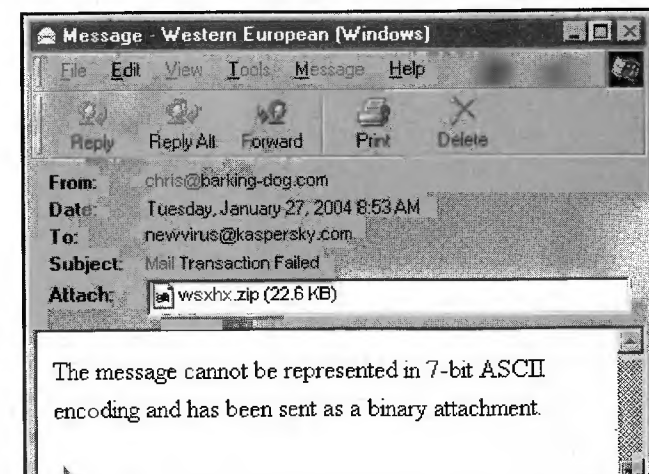 Message - Western European (Windows)
File Edit View Tools Message Help
Reply Reply All Forward Print Delete
From: chris@barking-dog.com
Date: Tuesday, January 27, 2004 8:53 AM
To: newvirus@kaspersky.com
Subject: Mail Transaction Failed
Attach: wsxhx.zip (22.6 KB)
The message cannot be represented in 7-bit ASCII
encoding and has been sent as a binary attachment.